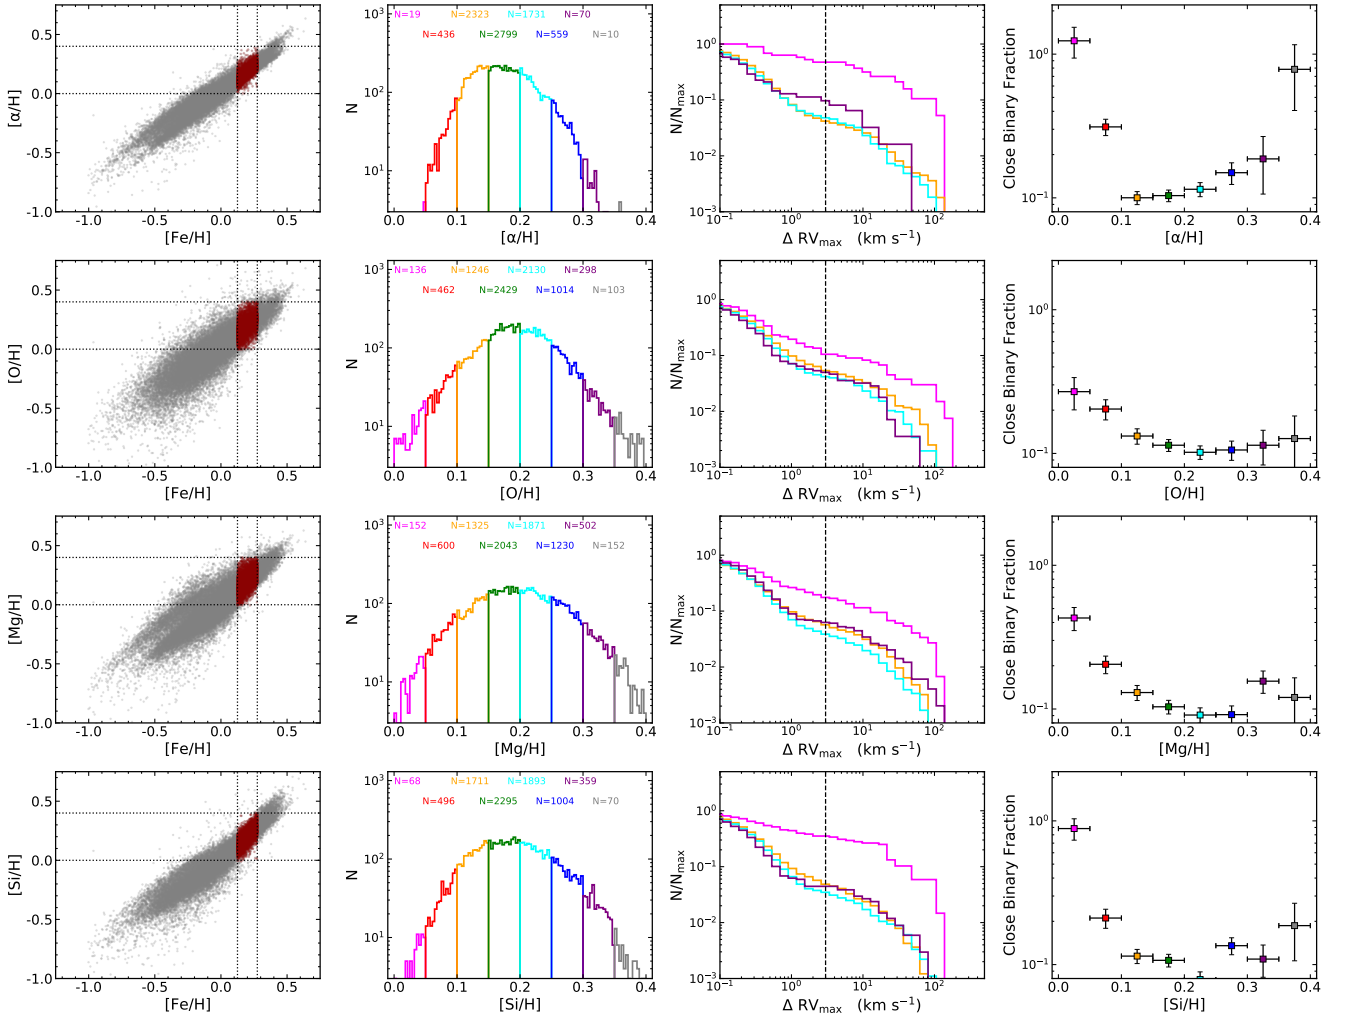 0.5
0.0
-0.5
-1.0
[α/H]
-1.0 -0.5 0.0 0.5
[Fe/H]
N=19 N=2323 N=1731 N=70
N=436 N=2799 N=559 N=10
10³
10²
10¹
N
0.0 0.1 0.2 0.3 0.4
[α/H]
10⁰
10⁻¹
10⁻²
10⁻³
N/Nmax
10⁻¹ 10⁰ 10¹ 10²
Δ RVmax (km s⁻¹)
10⁰
10⁻¹
Close Binary Fraction
0.0 0.1 0.2 0.3 0.4
[α/H]
0.5
0.0
-0.5
-1.0
[O/H]
-1.0 -0.5 0.0 0.5
[Fe/H]
N=136 N=1246 N=2130 N=298
N=462 N=2429 N=1014 N=103
10³
10²
10¹
N
0.0 0.1 0.2 0.3 0.4
[O/H]
10⁰
10⁻¹
10⁻²
10⁻³
N/Nmax
10⁻¹ 10⁰ 10¹ 10²
Δ RVmax (km s⁻¹)
10⁰
10⁻¹
Close Binary Fraction
0.0 0.1 0.2 0.3 0.4
[O/H]
0.5
0.0
-0.5
-1.0
[Mg/H]
-1.0 -0.5 0.0 0.5
[Fe/H]
N=152 N=1325 N=1871 N=502
N=600 N=2043 N=1230 N=152
10³
10²
10¹
N
0.0 0.1 0.2 0.3 0.4
[Mg/H]
10⁰
10⁻¹
10⁻²
10⁻³
N/Nmax
10⁻¹ 10⁰ 10¹ 10²
Δ RVmax (km s⁻¹)
10⁰
10⁻¹
Close Binary Fraction
0.0 0.1 0.2 0.3 0.4
[Mg/H]
0.5
0.0
-0.5
-1.0
[Si/H]
-1.0 -0.5 0.0 0.5
[Fe/H]
N=68 N=1711 N=1893 N=359
N=496 N=2295 N=1004 N=70
10³
10²
10¹
N
0.0 0.1 0.2 0.3 0.4
[Si/H]
10⁰
10⁻¹
10⁻²
10⁻³
N/Nmax
10⁻¹ 10⁰ 10¹ 10²
Δ RVmax (km s⁻¹)
10⁰
10⁻¹
Close Binary Fraction
0.0 0.1 0.2 0.3 0.4
[Si/H]